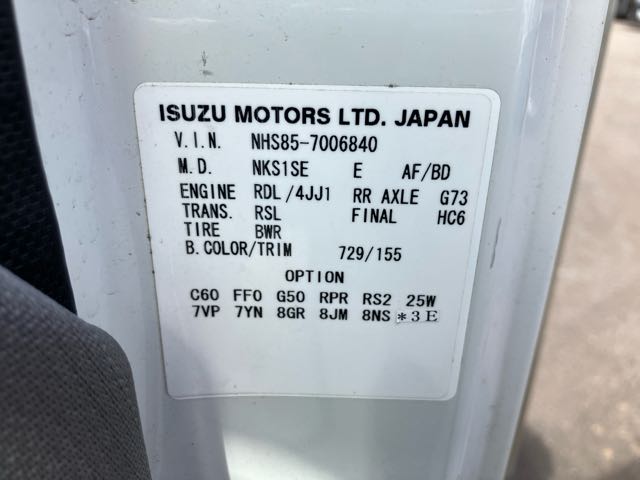 ISUZU MOTORS LTD. JAPAN
V.I.N. NHS85-7006840
M.D. NKS1SE E AF/BD
ENGINE RDL/4JJ1 RR AXLE G73
TRANS. RSL FINAL HC6
TIRE BWR
B.COLOR/TRIM 729/155
OPTION
C60 FF0 G50 RPR RS2 25W
7VP 7YN 8GR 8JM 8NS *3E